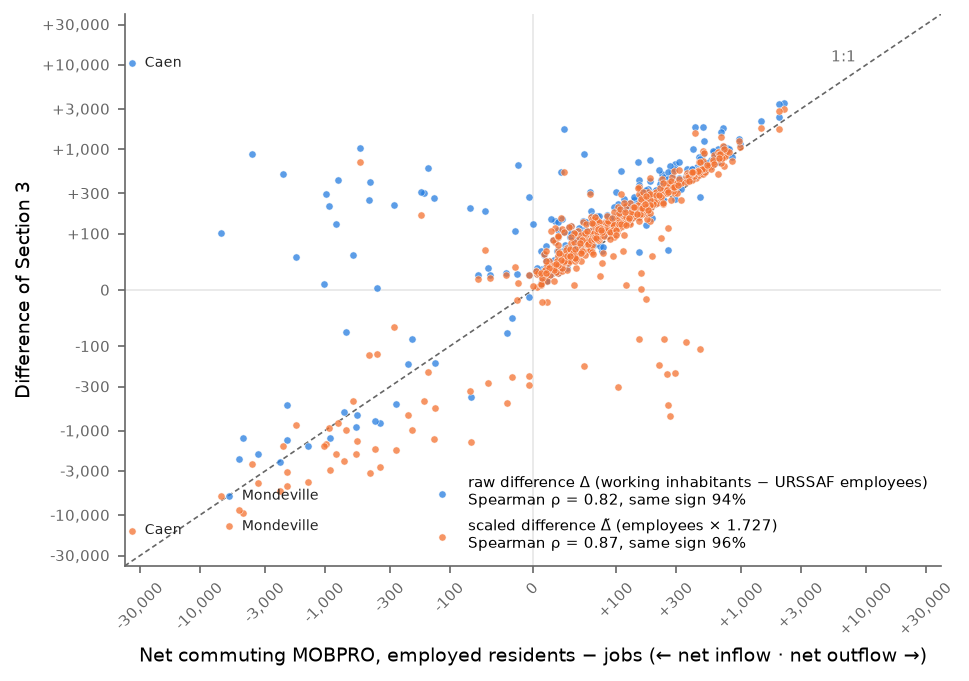 +30,000
+10,000
+3,000
+1,000
+300
+100
0
-100
-300
-1,000
-3,000
-10,000
-30,000
Difference of Section 3
Caen
1:1
Mondeville
Caen
Mondeville
raw difference Δ (working inhabitants − URSSAF employees)
Spearman ρ = 0.82, same sign 94%
scaled difference Δ̃ (employees × 1.727)
Spearman ρ = 0.87, same sign 96%
-30,000
-10,000
-3,000
-1,000
-300
-100
0
+100
+300
+1,000
+3,000
+10,000
+30,000
Net commuting MOBPRO, employed residents − jobs (← net inflow · net outflow →)